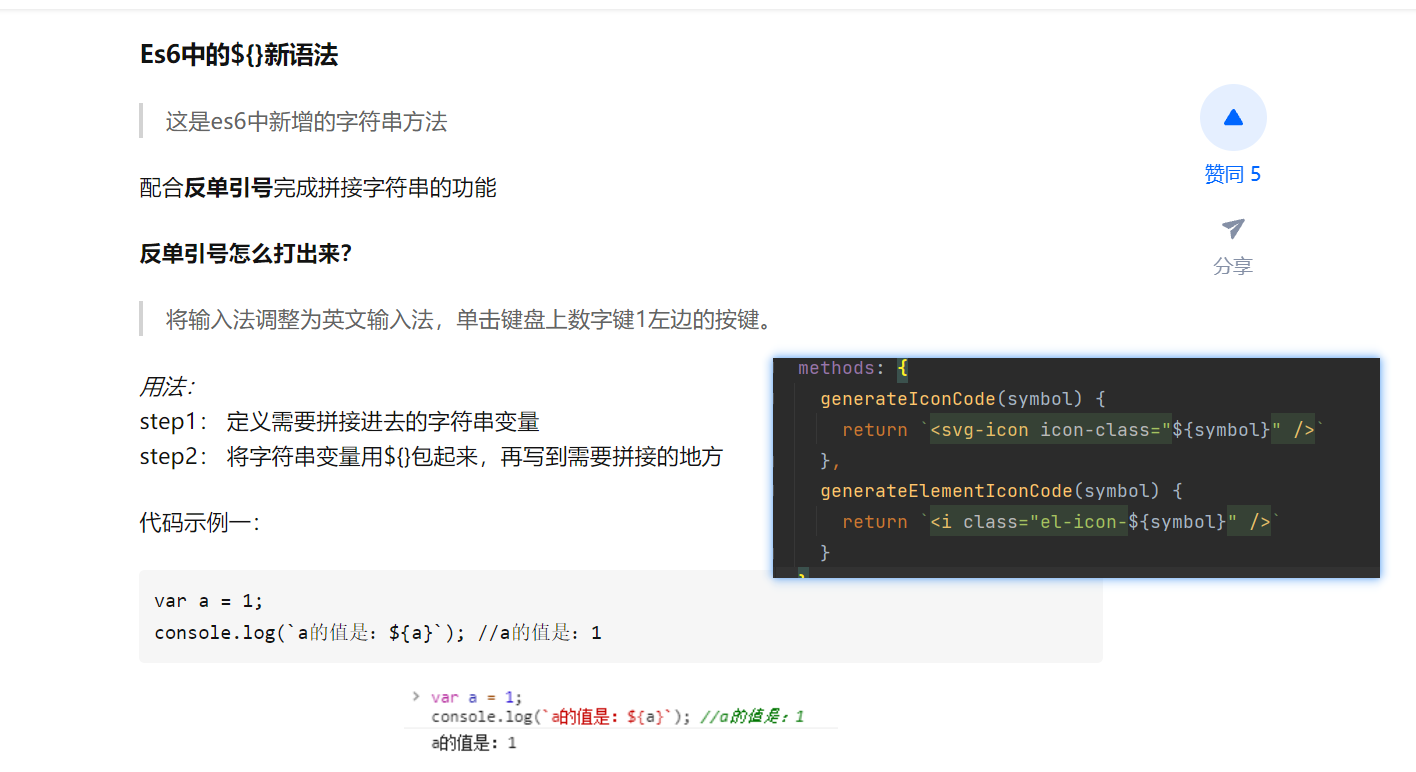 Es6中的${}新语法
这是es6中新增的字符串方法
配合反单引号完成拼接字符串的功能
反单引号怎么打出来？
将输入法调整为英文输入法，单击键盘上数字键1左边的按键。
用法：
step1： 定义需要拼接进去的字符串变量
step2： 将字符串变量用${}包起来，再写到需要拼接的地方
代码示例一：
var a = 1;
console.log(`a的值是：${a}`); //a的值是：1
> var a = 1;
console.log(`a的值是：${a}`); //a的值是：1
a的值是：1
赞同 5
分享
methods: {
generateIconCode(symbol) {
return `<svg-icon icon-class="${symbol}" />`
},
generateElementIconCode(symbol) {
return `<i class="el-icon-${symbol}" />`
}